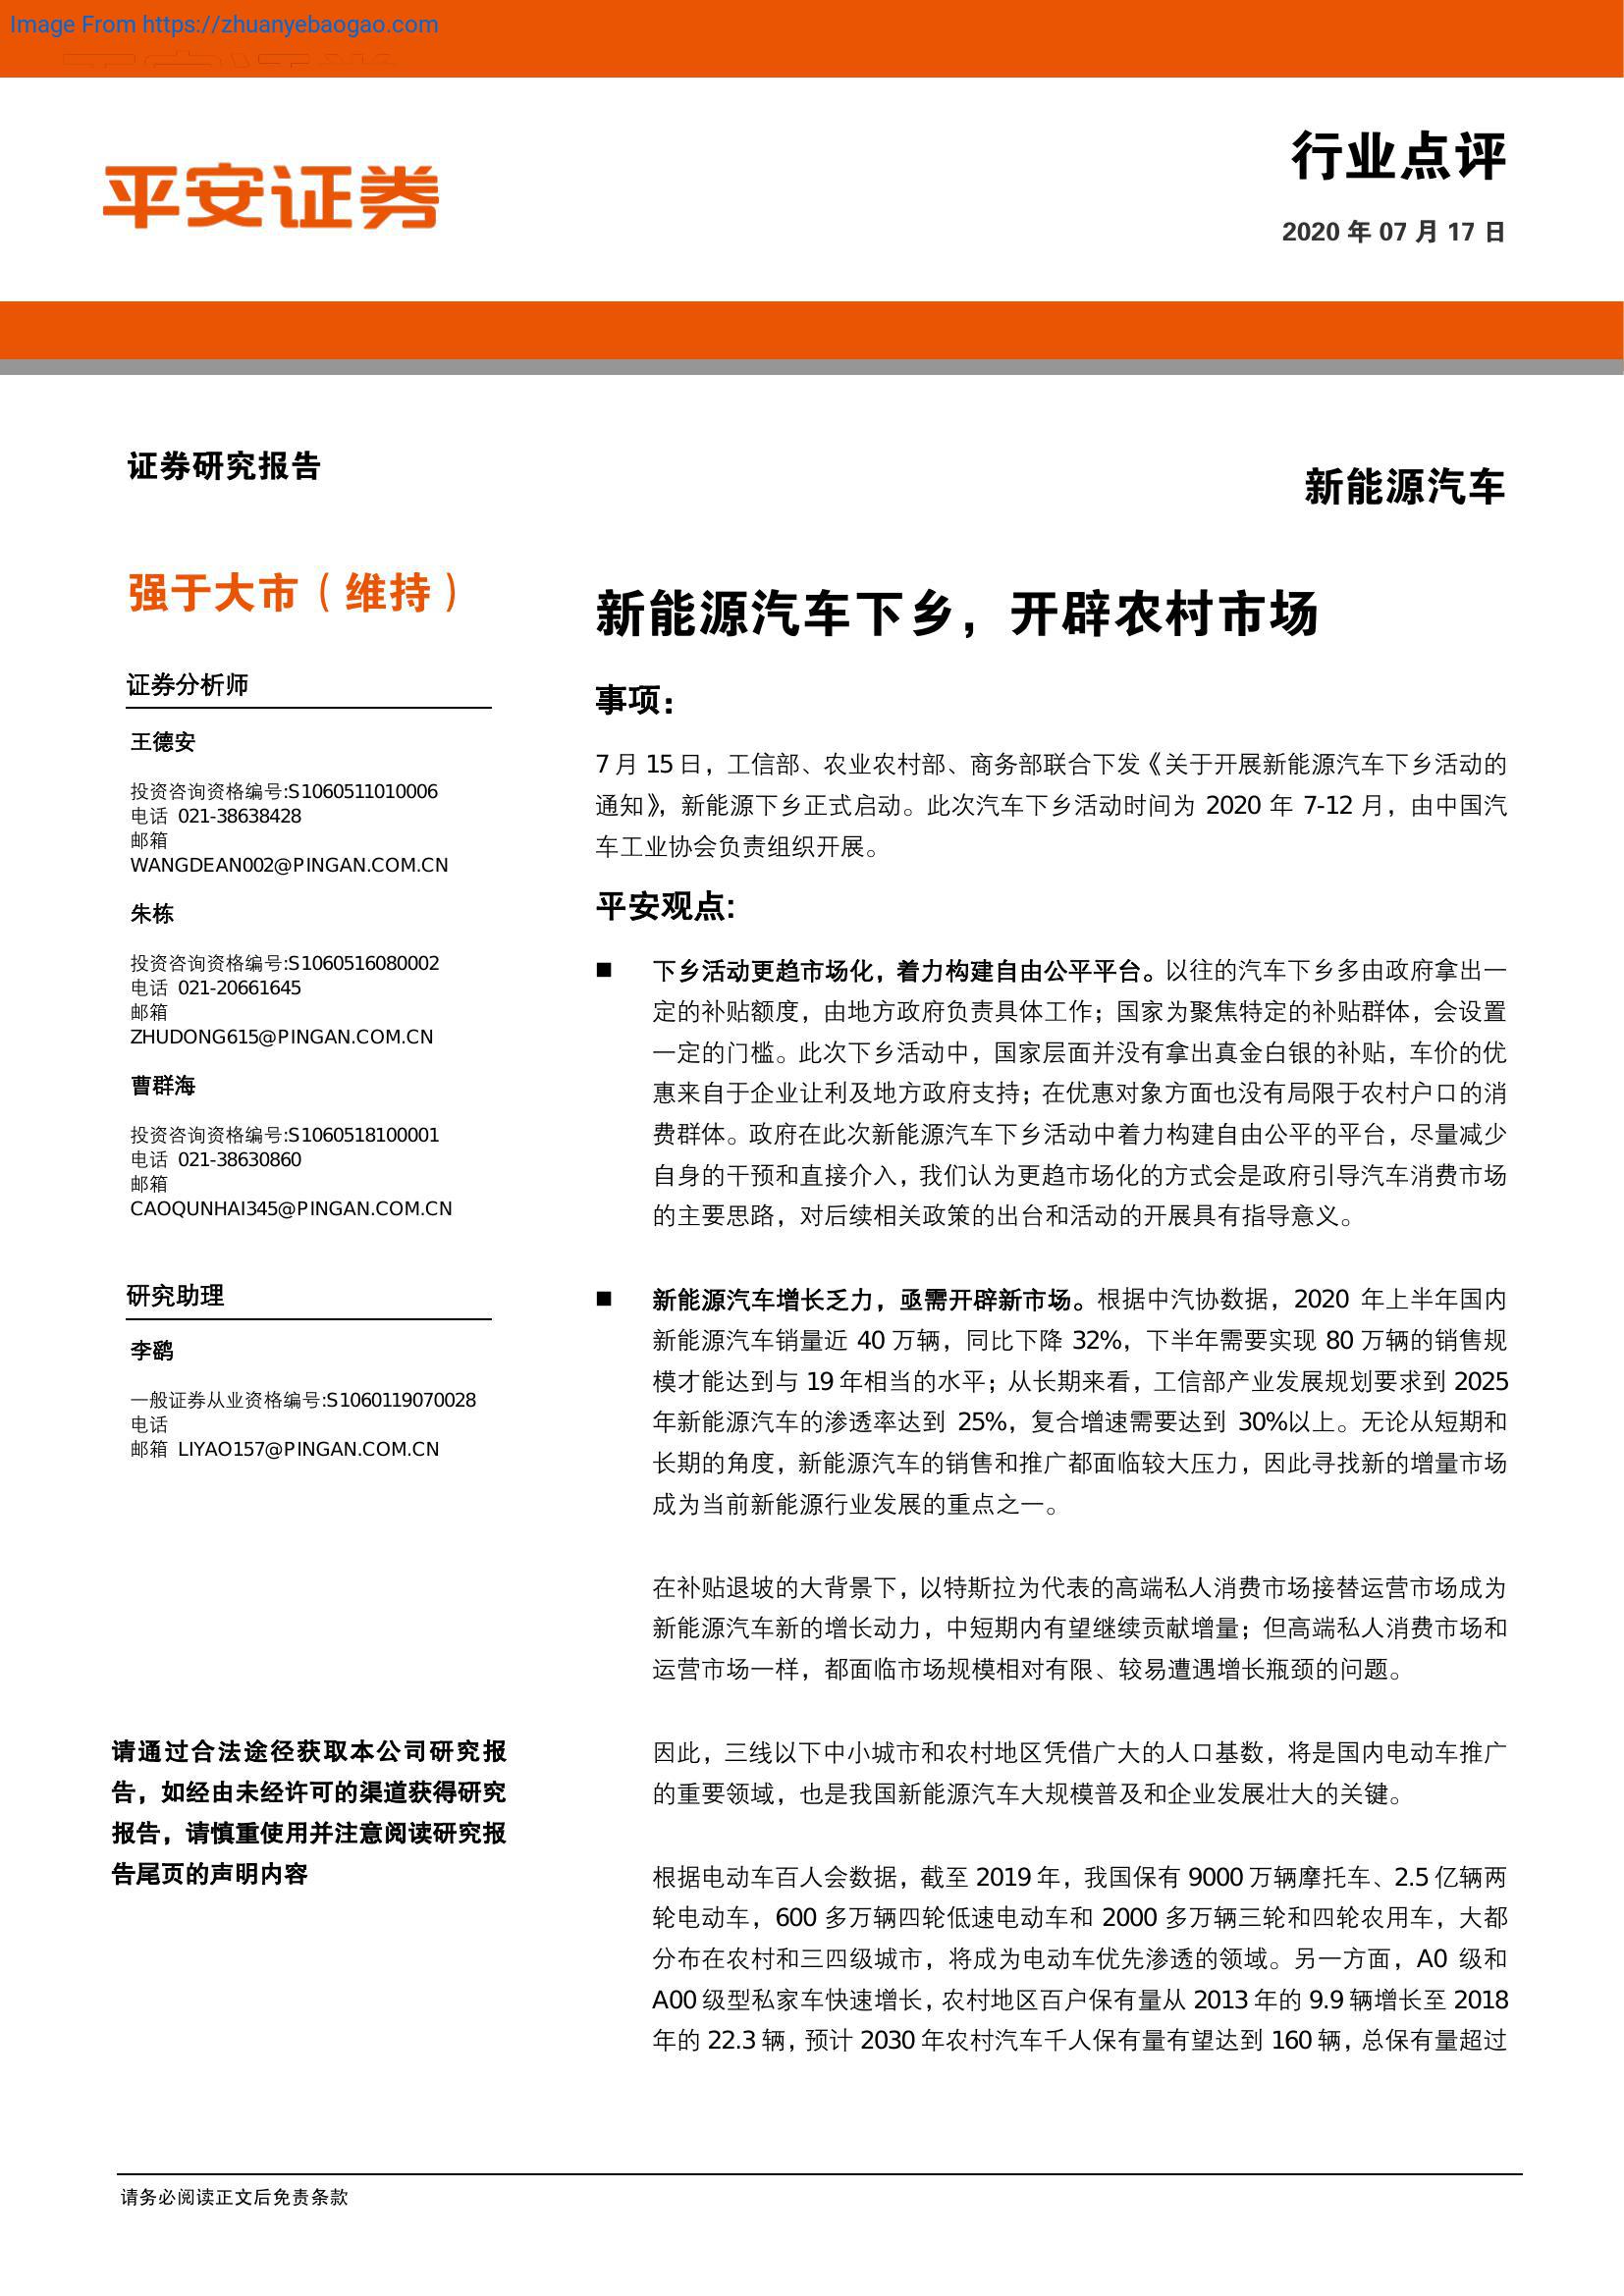 Image From https://zhuanyebaogao.com
平安证券
行业点评
2020 年 07 月 17 日
证券研究报告
新能源汽车
强于大市（维持）
证券分析师
王德安
投资咨询资格编号:S1060511010006
电话 021-38638428
邮箱
WANGDEAN002@PINGAN.COM.CN
朱栋
投资咨询资格编号:S1060516080002
电话 021-20661645
邮箱
ZHUDONG615@PINGAN.COM.CN
曹群海
投资咨询资格编号:S1060518100001
电话 021-38630860
邮箱
CAOQUNHAI345@PINGAN.COM.CN
研究助理
李鹞
一般证券从业资格编号:S1060119070028
电话
邮箱 LIYAO157@PINGAN.COM.CN
请通过合法途径获取本公司研究报
告，如经由未经许可的渠道获得研究
报告，请慎重使用并注意阅读研究报
告尾页的声明内容
新能源汽车下乡，开辟农村市场
事项：
7 月 15 日，工信部、农业农村部、商务部联合下发《关于开展新能源汽车下乡活动的
通知》，新能源下乡正式启动。此次汽车下乡活动时间为 2020 年 7-12 月，由中国汽
车工业协会负责组织开展。
平安观点:
■ 下乡活动更趋市场化，着力构建自由公平平台。以往的汽车下乡多由政府拿出一
定的补贴额度，由地方政府负责具体工作；国家为聚焦特定的补贴群体，会设置
一定的门槛。此次下乡活动中，国家层面并没有拿出真金白银的补贴，车价的优
惠来自于企业让利及地方政府支持；在优惠对象方面也没有局限于农村户口的消
费群体。政府在此次新能源汽车下乡活动中着力构建自由公平的平台，尽量减少
自身的干预和直接介入，我们认为更趋市场化的方式会是政府引导汽车消费市场
的主要思路，对后续相关政策的出台和活动的开展具有指导意义。
■ 新能源汽车增长乏力，亟需开辟新市场。根据中汽协数据，2020 年上半年国内
新能源汽车销量近 40 万辆，同比下降 32%，下半年需要实现 80 万辆的销售规
模才能达到与 19 年相当的水平；从长期来看，工信部产业发展规划要求到 2025
年新能源汽车的渗透率达到 25%，复合增速需要达到 30%以上。无论从短期和
长期的角度，新能源汽车的销售和推广都面临较大压力，因此寻找新的增量市场
成为当前新能源行业发展的重点之一。
在补贴退坡的大背景下，以特斯拉为代表的高端私人消费市场接替运营市场成为
新能源汽车新的增长动力，中短期内有望继续贡献增量；但高端私人消费市场和
运营市场一样，都面临市场规模相对有限、较易遭遇增长瓶颈的问题。
因此，三线以下中小城市和农村地区凭借广大的人口基数，将是国内电动车推广
的重要领域，也是我国新能源汽车大规模普及和企业发展壮大的关键。
根据电动车百人会数据，截至 2019 年，我国保有 9000 万辆摩托车、2.5 亿辆两
轮电动车，600 多万辆四轮低速电动车和 2000 多万辆三轮和四轮农用车，大都
分布在农村和三四级城市，将成为电动车优先渗透的领域。另一方面，A0 级和
A00 级型私家车快速增长，农村地区百户保有量从 2013 年的 9.9 辆增长至 2018
年的 22.3 辆，预计 2030 年农村汽车千人保有量有望达到 160 辆，总保有量超过
请务必阅读正文后免责条款